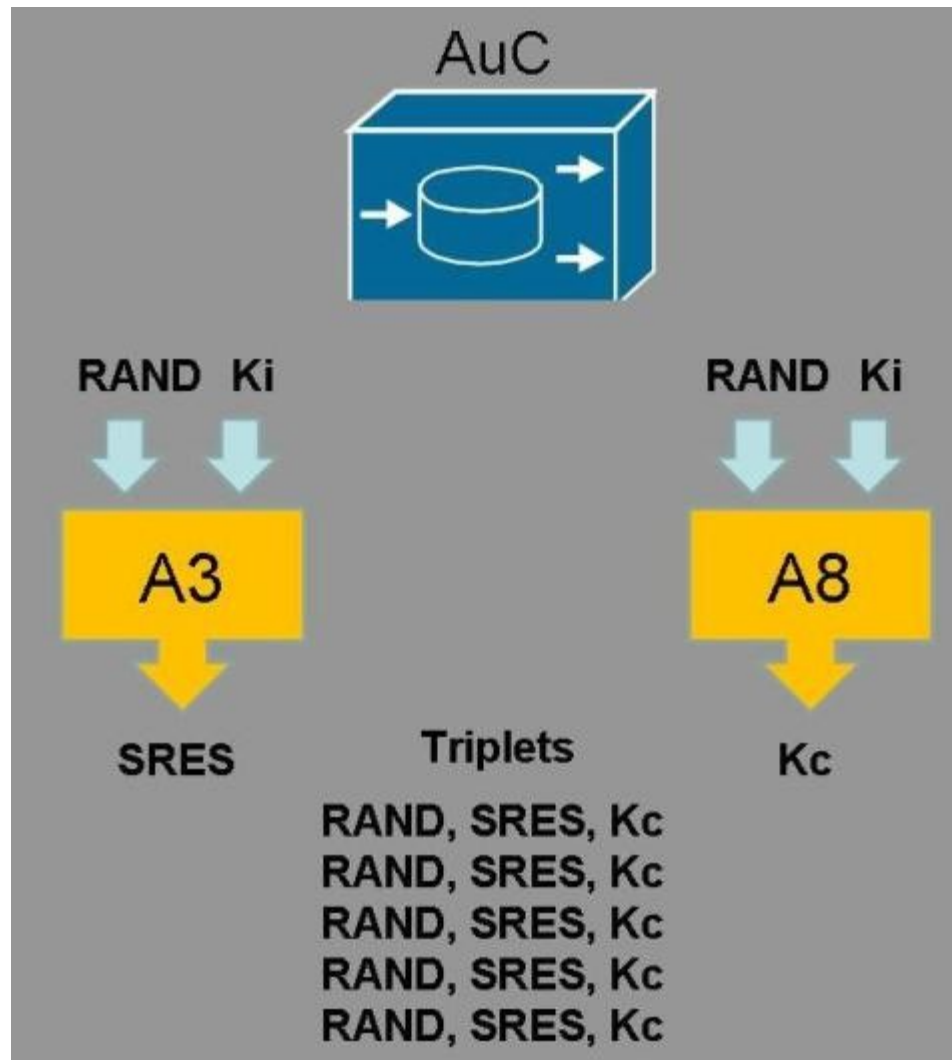 AuC
RAND Ki
RAND Ki
A3
A8
SRES
Triplets
Kc
RAND, SRES, Kc
RAND, SRES, Kc
RAND, SRES, Kc
RAND, SRES, Kc
RAND, SRES, Kc